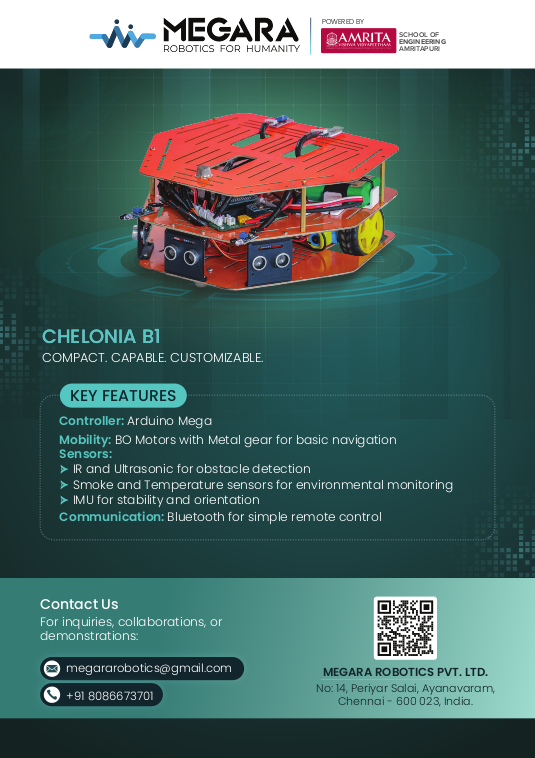 MEGARA
ROBOTICS FOR HUMANITY
POWERED BY
AMRITA
VISHWA VIDYAPEETHAM
SCHOOL OF
ENGINEERING
AMRITAPURI
CHELONIA B1
COMPACT. CAPABLE. CUSTOMIZABLE.
KEY FEATURES
Controller: Arduino Mega
Mobility: BO Motors with Metal gear for basic navigation
Sensors:
➤ IR and Ultrasonic for obstacle detection
➤ Smoke and Temperature sensors for environmental monitoring
➤ IMU for stability and orientation
Communication: Bluetooth for simple remote control
Contact Us
For inquiries, collaborations, or
demonstrations:
megararobotics@gmail.com
+91 8086673701
MEGARA ROBOTICS PVT. LTD.
No: 14, Periyar Salai, Ayanavaram,
Chennai - 600 023, India.